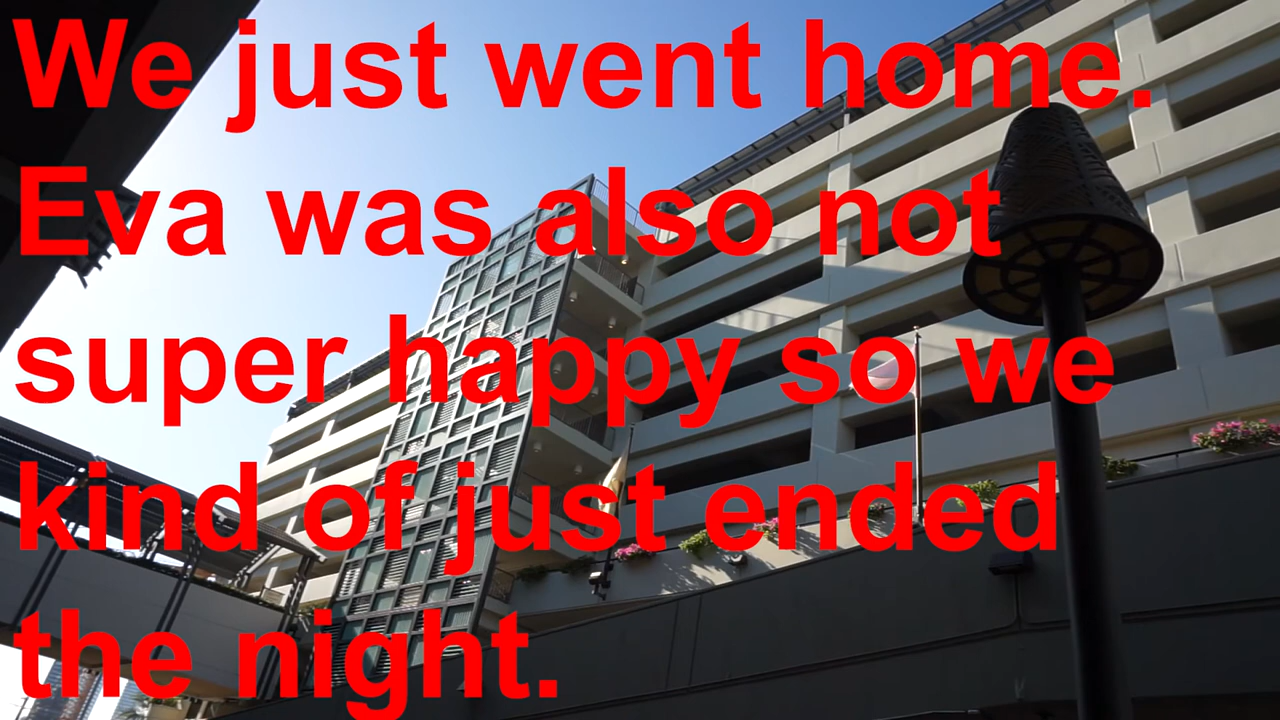 We just went home.
Eva was also not
super happy so we
kind of just ended
the night.